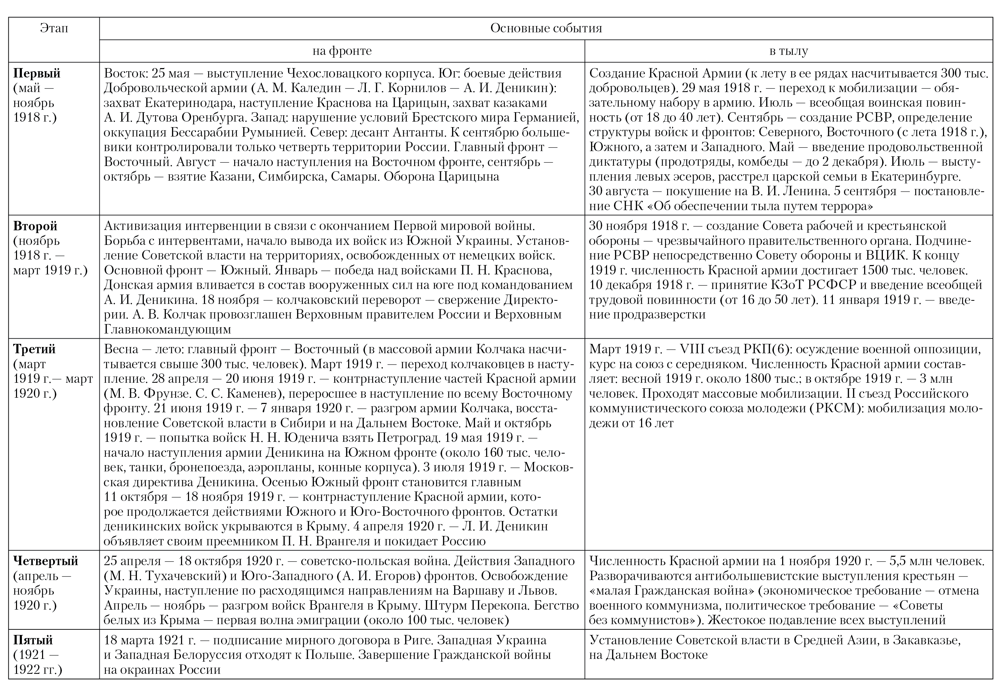 Этап
Основные события
на фронте
в тылу
Первый
(май —
ноябрь
1918 г.)
Восток: 25 мая — выступление Чехословацкого корпуса. Юг: боевые действия
Добровольческой армии (А. М. Каледин — Л. Г. Корнилов — А. И. Деникин):
захват Екатеринодара, наступление Краснова на Царицын, захват казаками
А. И. Дутова Оренбурга. Запад: нарушение условий Брестского мира Германией,
оккупация Бессарабии Румынией. Север: десант Антанты. К сентябрю больше-
вики контролировали только четверть территории России. Главный фронт —
Восточный. Август — начало наступления на Восточном фронте, сентябрь —
октябрь — взятие Казани, Симбирска, Самары. Оборона Царицына
Создание Красной Армии (к лету в ее рядах насчитывается 300 тыс.
добровольцев). 29 мая 1918 г. — переход к мобилизации — обя-
зательному набору в армию. Июль — всеобщая воинская повин-
ность (от 18 до 40 лет). Сентябрь — создание РСВР, определение
структуры войск и фронтов: Северного, Восточного (с лета 1918 г.),
Южного, а затем и Западного. Май — введение продовольственной
диктатуры (продотряды, комбеды — до 2 декабря). Июль — высту-
пления левых эсеров, расстрел царской семьи в Екатеринбурге.
30 августа — покушение на В. И. Ленина. 5 сентября — постановле-
ние СНК «Об обеспечении тыла путем террора»
Второй
(ноябрь
1918 г. —
март 1919 г.)
Активизация интервенции в связи с окончанием Первой мировой войны.
Борьба с интервентами, начало вывода их войск из Южной Украины. Установ-
ление Советской власти на территориях, освобожденных от немецких войск.
Основной фронт — Южный. Январь — победа над войсками П. Н. Краснова,
Донская армия вливается в состав вооруженных сил на юге под командованием
А. И. Деникина. 18 ноября — колчаковский переворот — свержение Директо-
рии. А. В. Колчак провозглашен Верховным правителем России и Верховным
Главнокомандующим
30 ноября 1918 г. — создание Совета рабочей и крестьянской
обороны — чрезвычайного правительственного органа. Подчине-
ние РСВР непосредственно Совету обороны и ВЦИК. К концу
1919 г. численность Красной армии достигает 1500 тыс. человек.
10 декабря 1918 г. — принятие КЗоТ РСФСР и введение всеобщей
трудовой повинности (от 16 до 50 лет). 11 января 1919 г. — введе-
ние продразверстки
Третий
(март
1919 г.— март
1920 г.)
Весна — лето: главный фронт — Восточный (в массовой армии Колчака насчи-
тывается свыше 300 тыс. человек). Март 1919 г. — переход колчаковцев в насту-
пление. 28 апреля — 20 июня 1919 г. — контрнаступление частей Красной армии
(М. В. Фрунзе. С. С. Каменев), переросшее в наступление по всему Восточному
фронту. 21 июня 1919 г. — 7 января 1920 г. — разгром армии Колчака, восста-
новление Советской власти в Сибири и на Дальнем Востоке. Май и октябрь
1919 г. — попытка войск Н. Н. Юденича взять Петроград. 19 мая 1919 г. —
начало наступления армии Деникина на Южном фронте (около 160 тыс. чело-
век, танки, бронепоезда, аэропланы, конные корпуса). 3 июля 1919 г. — Москов-
ская директива Деникина. Осенью Южный фронт становится главным
11 октября — 18 ноября 1919 г. — контрнаступление Красной армии, кото-
рое продолжается действиями Южного и Юго-Восточного фронтов. Остатки
деникинских войск укрываются в Крыму. 4 апреля 1920 г. — Л. И. Деникин
объявляет своим преемником П. Н. Врангеля и покидает Россию
Март 1919 г. — VIII съезд РКП(6): осуждение военной оппозиции,
курс на союз с середняком. Численность Красной армии состав-
ляет: весной 1919 г. около 1800 тыс.; в октябре 1919 г. — 3 млн
человек. Проходят массовые мобилизации. II съезд Российского
коммунистического союза молодежи (РКСМ): мобилизация моло-
дежи от 16 лет
Четвертый
(апрель —
ноябрь
1920 г.)
25 апреля — 18 октября 1920 г. — советско-польская война. Действия Западного
(М. Н. Тухачевский) и Юго-Западного (А. И. Егоров) фронтов. Освобождение
Украины, наступление по расходящимся направлениям на Варшаву и Львов.
Апрель — ноябрь — разгром войск Врангеля в Крыму. Штурм Перекопа. Бегство
белых из Крыма — первая волна эмиграции (около 100 тыс. человек)
Численность Красной армии на 1 ноября 1920 г. — 5,5 млн человек.
Разворачиваются антибольшевистские выступления крестьян —
«малая Гражданская война» (экономическое требование — отмена
военного коммунизма, политическое требование — «Советы
без коммунистов»). Жестокое подавление всех выступлений
Пятый
(1921 —
1922 гг.)
18 марта 1921 г. — подписание мирного договора в Риге. Западная Украина
и Западная Белоруссия отходят к Польше. Завершение Гражданской войны
на окраинах России
Установление Советской власти в Средней Азии, в Закавказье,
на Дальнем Востоке